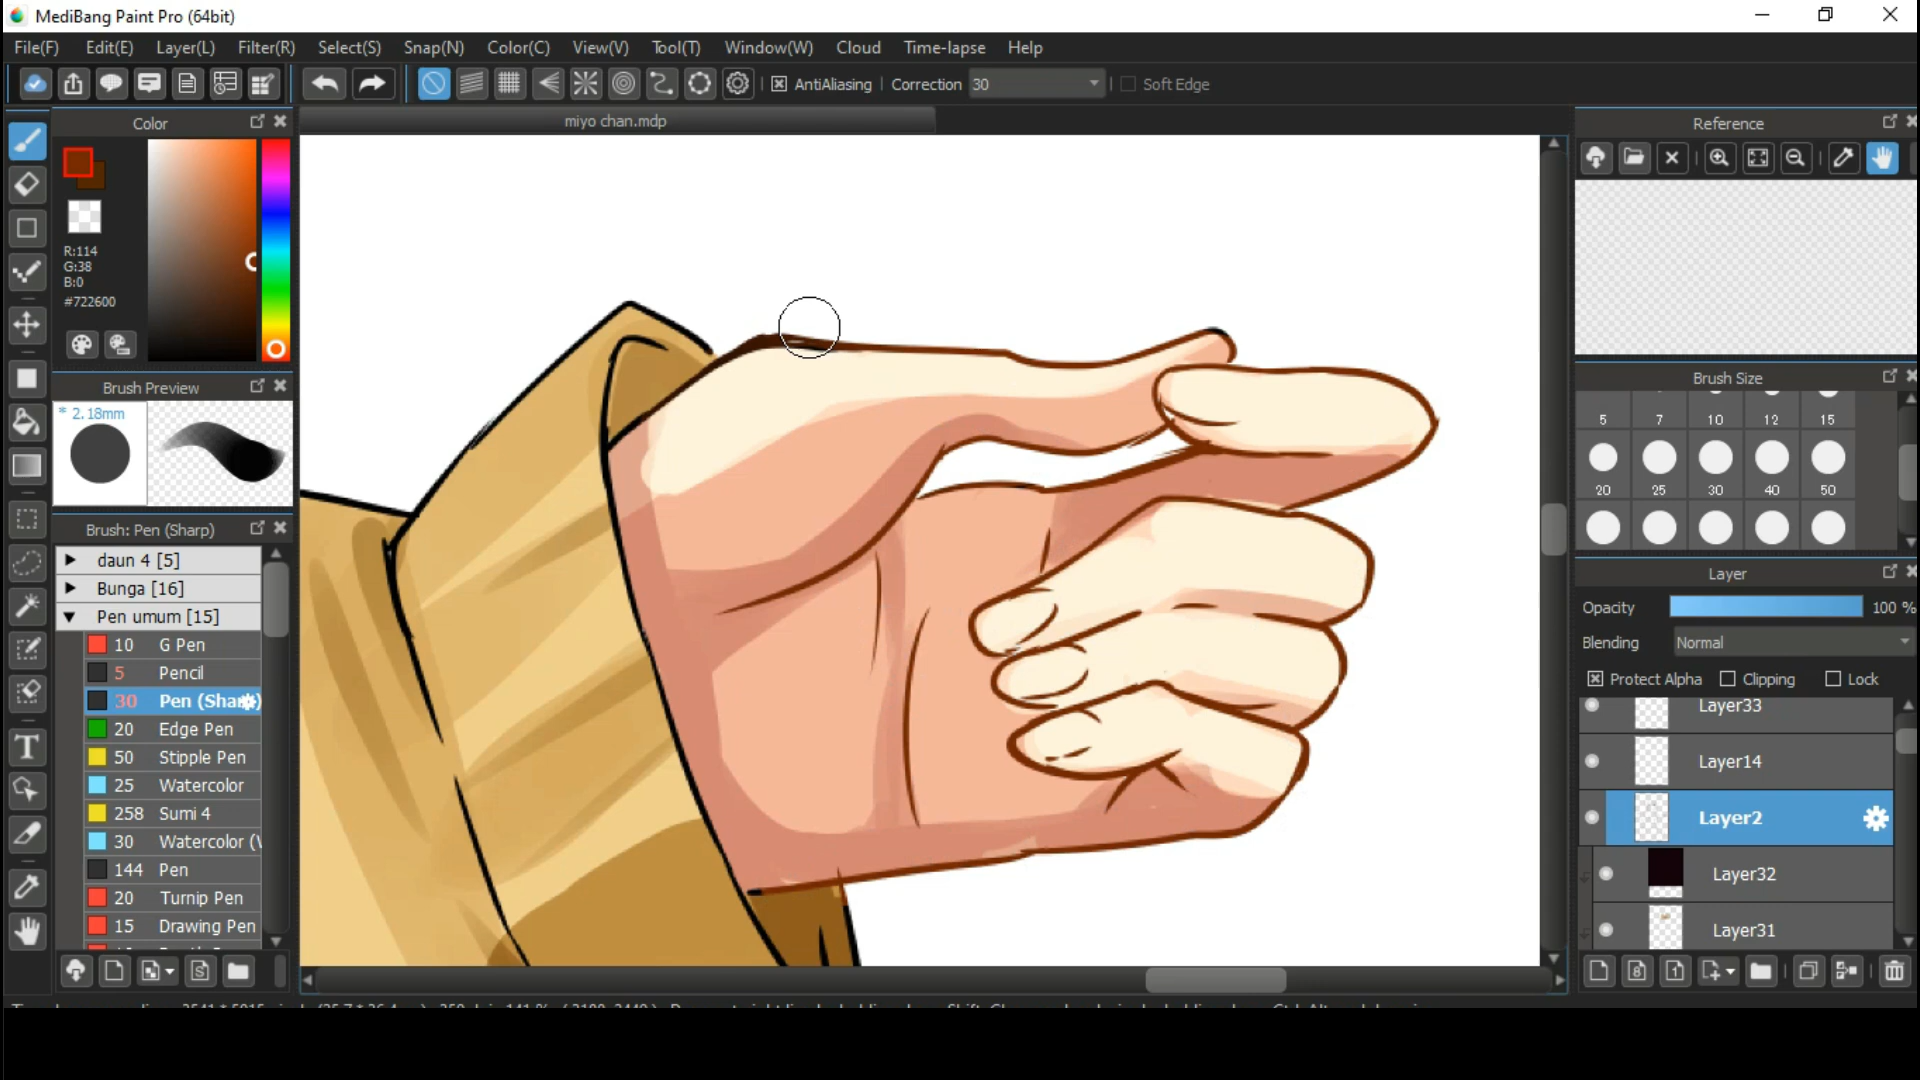 MediBang Paint Pro (64bit)
File(F) Edit(E) Layer(L) Filter(R) Select(S) Snap(N) Color(C) View(V) Tool(T) Window(W) Cloud Time-lapse Help
AntiAliasing Correction 30 Soft Edge
Color
miyo chan.mdp
Reference
R:114
G:38
B:0
#722600
Brush Preview
* 2.18mm
Brush: Pen (Sharp)
daun 4 [5]
Bunga [16]
Pen umum [15]
10 G Pen
5 Pencil
30 Pen (Sharp)
20 Edge Pen
50 Stipple Pen
25 Watercolor
258 Sumi 4
30 Watercolor (
144 Pen
20 Turnip Pen
15 Drawing Pen
T
Brush Size
5 7 10 12 15
20 25 30 40 50
Layer
Opacity 100 %
Blending Normal
Protect Alpha Clipping Lock
Layer33
Layer14
Layer2
Layer32
Layer31